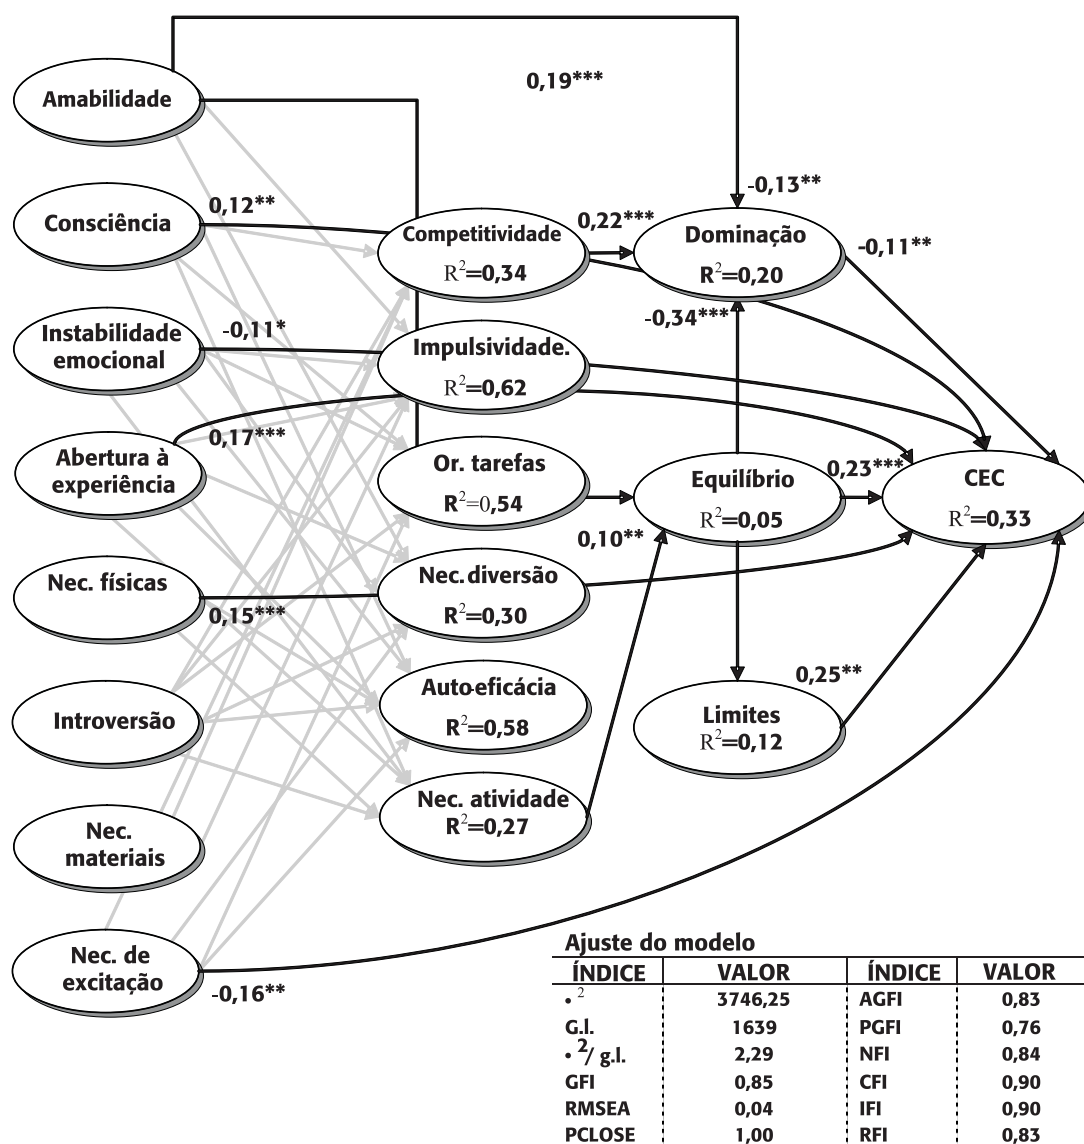 0,19***
Amabilidade
-0,13**
Consciência
0,12**
Competitividade
R²=0,34
0,22***
Dominação
R²=0,20
-0,11**
Instabilidade
emocional
-0,11*
Impulsividade.
R²=0,62
-0,34***
Abertura à
experiência
0,17***
Or. tarefas
R²=0,54
Equilíbrio
R²=0,05
0,23***
CEC
R²=0,33
0,10**
Nec. físicas
0,15***
Nec. diversão
R²=0,30
Introversão
Auto-eficácia
R²=0,58
Limites
R²=0,12
0,25**
Nec. atividade
R²=0,27
Nec.
materiais
Nec. de
excitação
-0,16**
Ajuste do modelo
ÍNDICE VALOR ÍNDICE VALOR
•² 3746,25 AGFI 0,83
G.l. 1639 PGFI 0,76
•²/ g.l. 2,29 NFI 0,84
GFI 0,85 CFI 0,90
RMSEA 0,04 IFI 0,90
PCLOSE 1,00 RFI 0,83